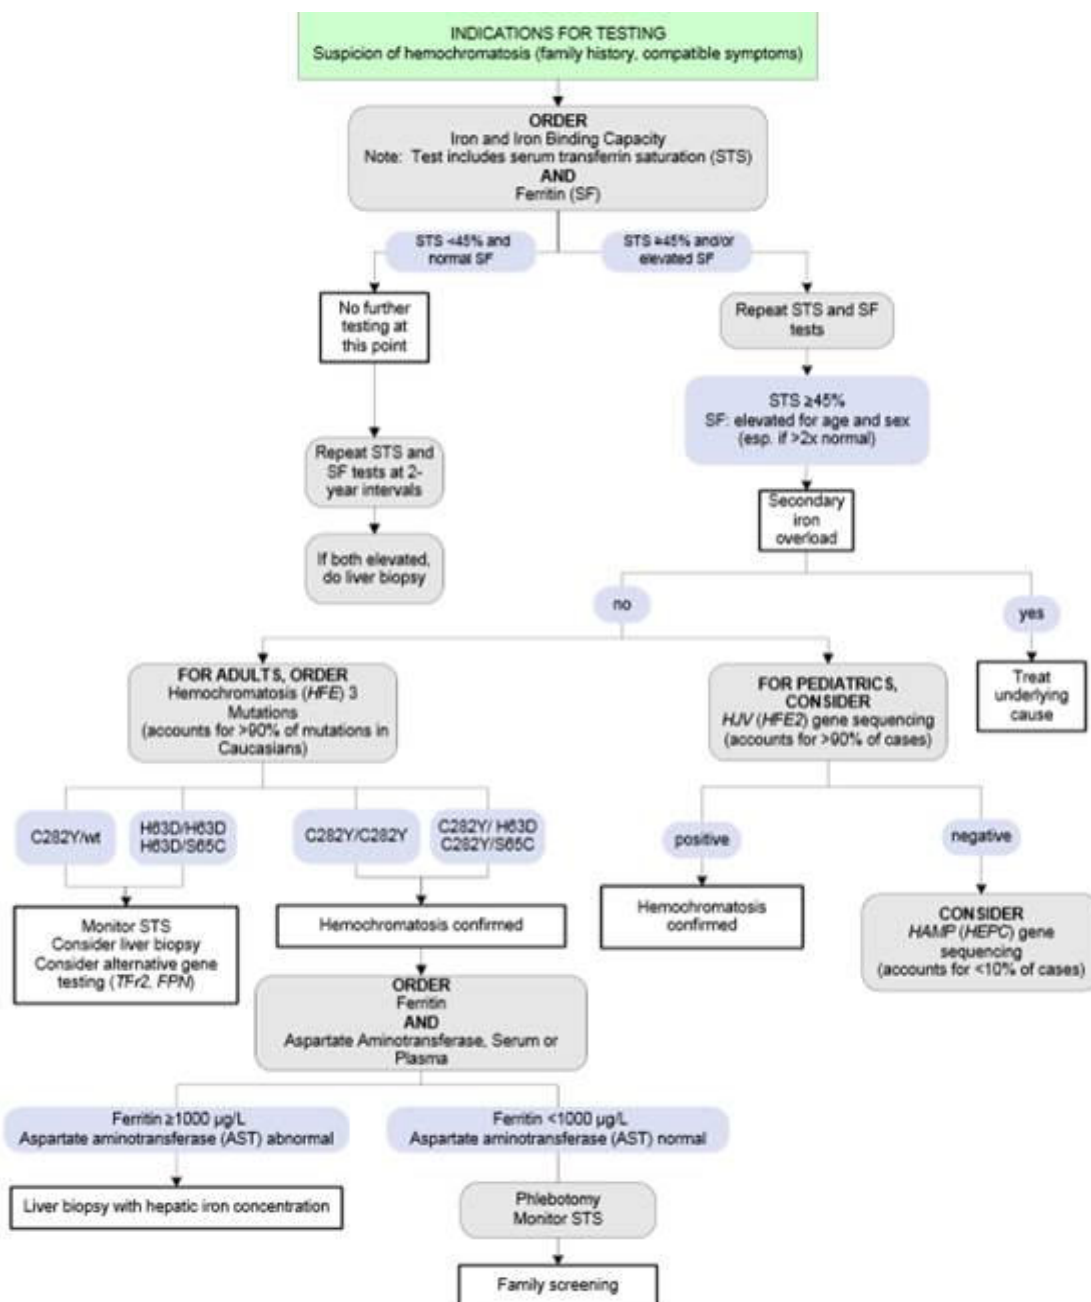 INDICATIONS FOR TESTING
Suspicion of hemochromatosis (family history, compatible symptoms)
ORDER
Iron and Iron Binding Capacity
Note: Test includes serum transferrin saturation (STS)
AND
Ferritin (SF)
STS <45% and
normal SF
STS ≥45% and/or
elevated SF
No further
testing at
this point
Repeat STS and SF
tests
STS ≥45%
SF: elevated for age and sex
(esp. if >2x normal)
Repeat STS and
SF tests at 2-
year intervals
Secondary
iron
overload
If both elevated,
do liver biopsy
no
yes
FOR ADULTS, ORDER
Hemochromatosis (HFE) 3
Mutations
(accounts for >90% of mutations in
Caucasians)
FOR PEDIATRICS,
CONSIDER
HJV (HFE2) gene sequencing
(accounts for >90% of cases)
Treat
underlying
cause
C282Y/wt
H63D/H63D
H63D/S65C
C282Y/C282Y
C282Y/ H63D
C282Y/S65C
positive
negative
Monitor STS
Consider liver biopsy
Consider alternative gene
testing (TFr2, FPN)
Hemochromatosis confirmed
Hemochromatosis
confirmed
CONSIDER
HAMP (HEPC) gene
sequencing
(accounts for <10% of cases)
ORDER
Ferritin
AND
Aspartate Aminotransferase, Serum or
Plasma
Ferritin ≥1000 µg/L
Aspartate aminotransferase (AST) abnormal
Ferritin <1000 µg/L
Aspartate aminotransferase (AST) normal
Liver biopsy with hepatic iron concentration
Phlebotomy
Monitor STS
Family screening